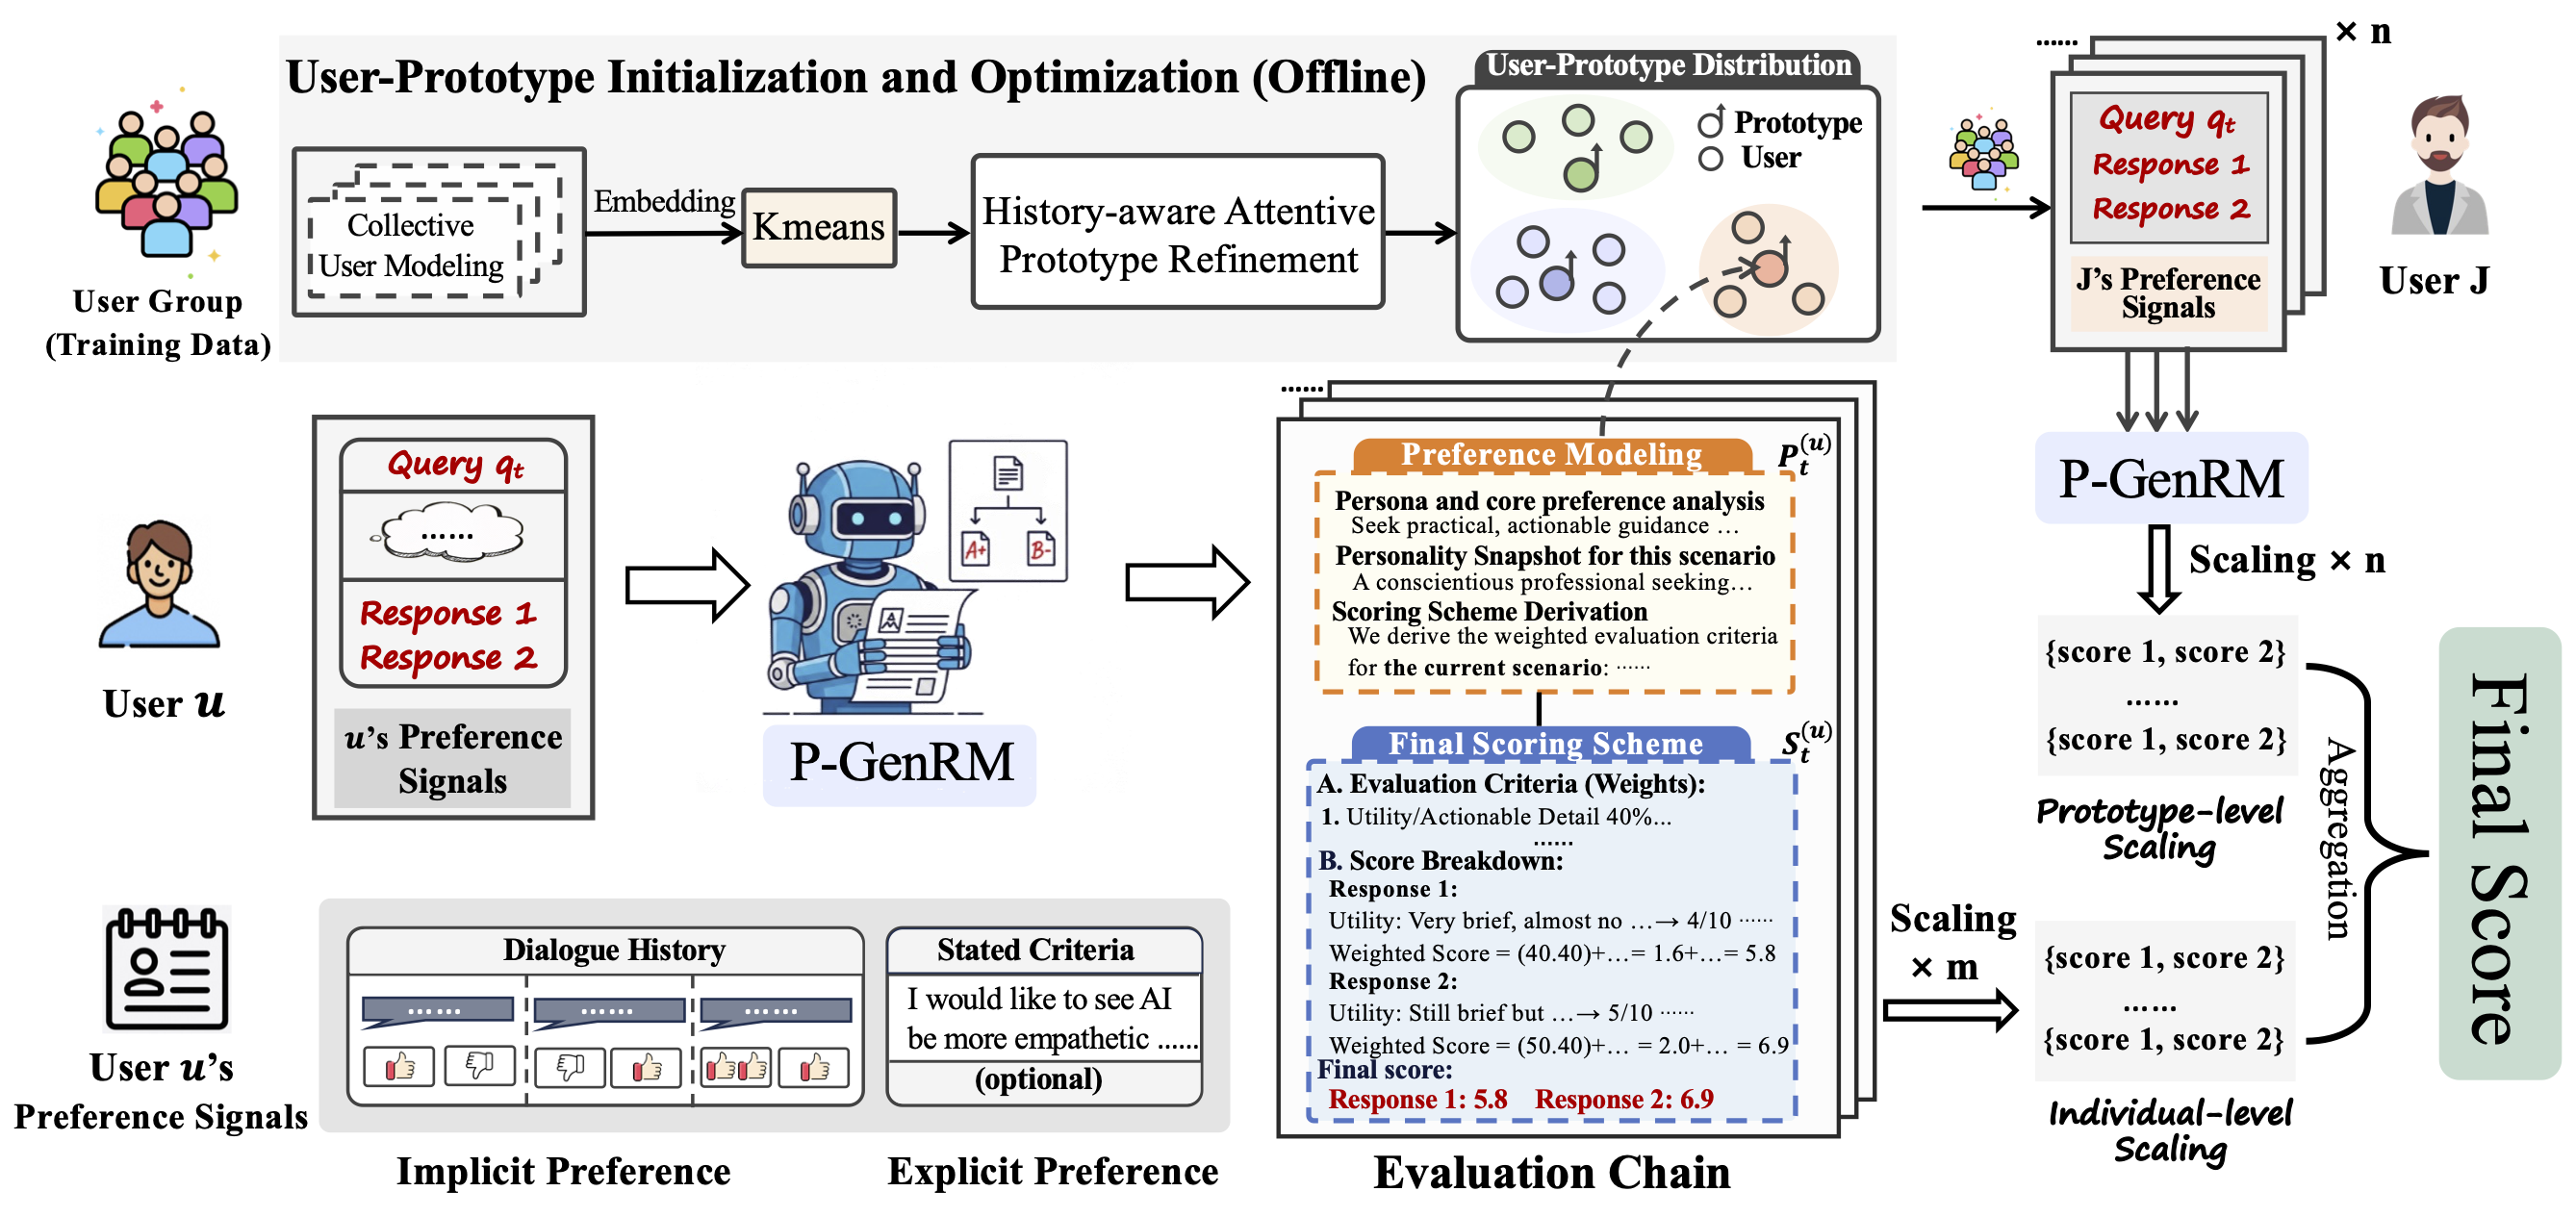 User-Prototype Initialization and Optimization (Offline)
User Group
(Training Data)
Collective
User Modeling
Embedding
Kmeans
History-aware Attentive
Prototype Refinement
User-Prototype Distribution
Prototype
User
...... × n
Query qt
Response 1
Response 2
J's Preference
Signals
User J
P-GenRM
Scaling × n
{score 1, score 2}
......
{score 1, score 2}
Prototype-level
Scaling
User u
Query qt
......
Response 1
Response 2
u's Preference
Signals
A+ B-
P-GenRM
......
Preference Modeling
Pt(u)
Persona and core preference analysis
Seek practical, actionable guidance …
Personality Snapshot for this scenario
A conscientious professional seeking…
Scoring Scheme Derivation
We derive the weighted evaluation criteria
for the current scenario: ......
Final Scoring Scheme
St(u)
A. Evaluation Criteria (Weights):
1. Utility/Actionable Detail 40%...
......
B. Score Breakdown:
Response 1:
Utility: Very brief, almost no …→ 4/10 ......
Weighted Score = (40.40)+…= 1.6+…= 5.8
Response 2:
Utility: Still brief but …→ 5/10 ......
Weighted Score = (50.40)+… = 2.0+… = 6.9
Final score:
Response 1: 5.8 Response 2: 6.9
Evaluation Chain
User u's
Preference Signals
Dialogue History
...... ...... ......
Implicit Preference
Stated Criteria
I would like to see AI
be more empathetic ......
(optional)
Explicit Preference
Scaling
× m
{score 1, score 2}
......
{score 1, score 2}
Individual-level
Scaling
Aggregation
Final Score